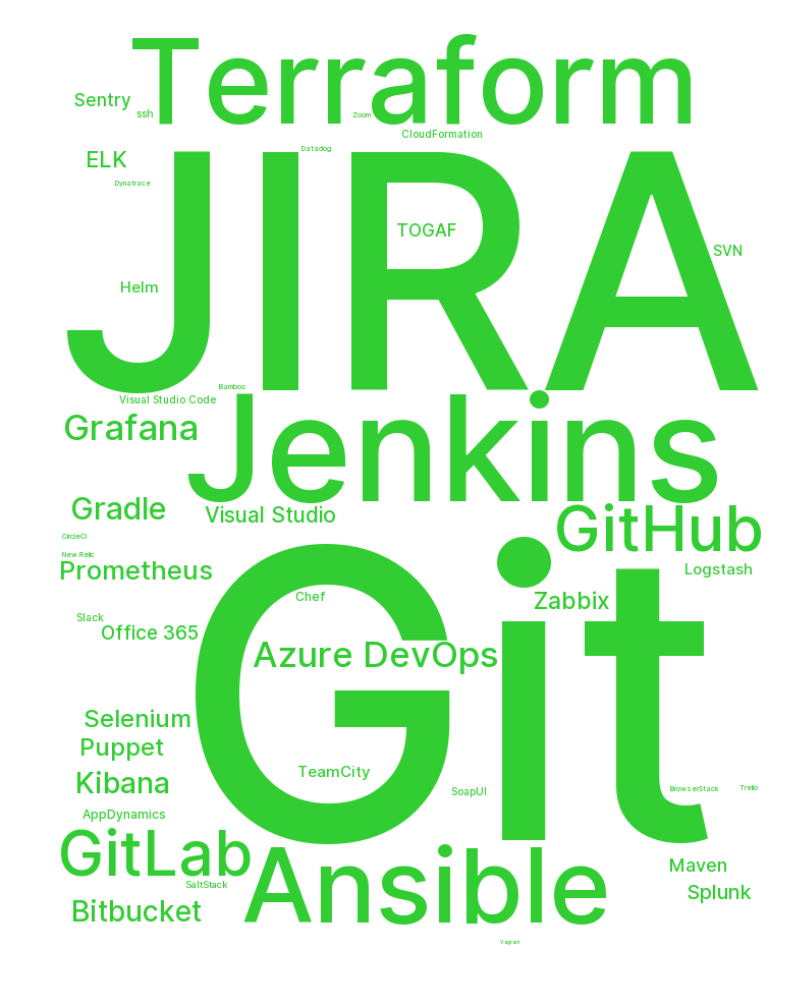 Terraform
Sentry
ssh
Zoom
CloudFormation
Datadog
ELK
Dynatrace
TOGAF
SVN
Helm
JIRA
Bamboo
Visual Studio Code
Grafana
Jenkins
Gradle
Visual Studio
GitHub
CircleCI
New Relic
Prometheus
Logstash
Chef
Zabbix
Slack
Office 365
Azure DevOps
Git
Selenium
Puppet
TeamCity
Kibana
SoapUI
BrowserStack
Trello
AppDynamics
GitLab
Maven
SaltStack
Ansible
Splunk
Bitbucket
Vagrant